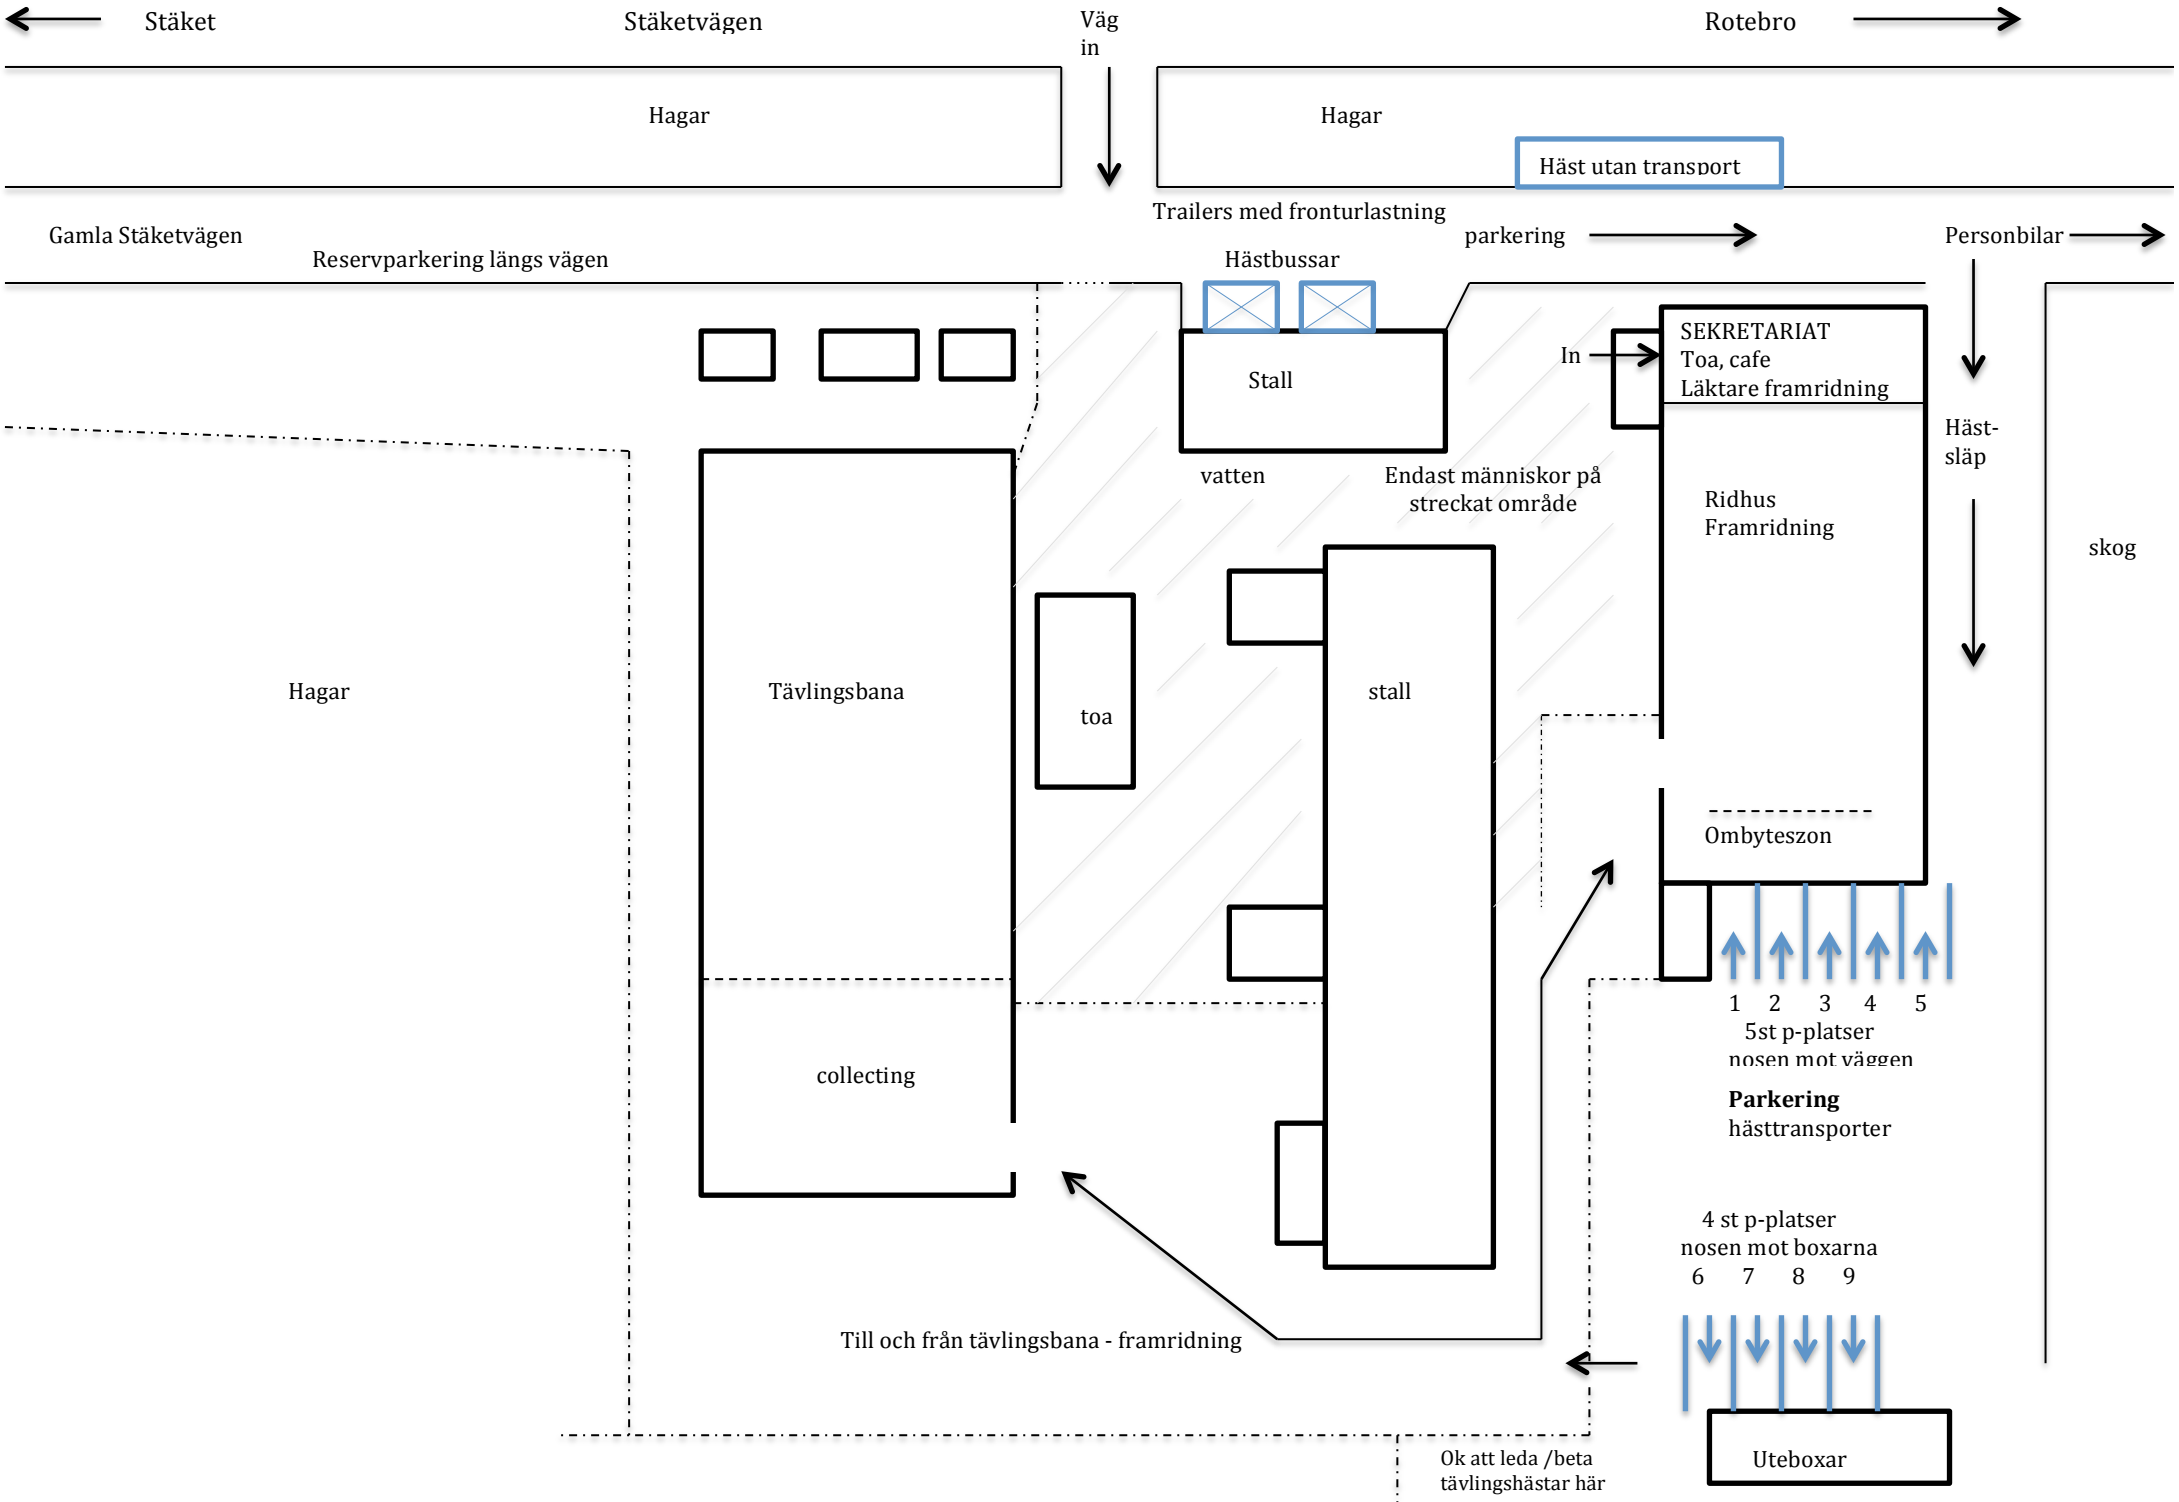 Stäket
Stäketvägen
Väg
in
Rotebro
Hagar
Hagar
Häst utan transport
Trailers med fronturlastning
Gamla Stäketvägen
parkering
Personbilar
Reservparkering längs vägen
Hästbussar
SEKRETARIAT
In
Toa, cafe
Läktare framridning
Stall
Häst-
släp
vatten
Endast människor på
streckat område
Ridhus
Framridning
skog
Hagar
Tävlingsbana
stall
toa
Ombyteszon
1 2 3 4 5
5st p-platser
nosen mot väggen
collecting
Parkering
hästtransporter
4 st p-platser
nosen mot boxarna
6 7 8 9
Till och från tävlingsbana - framridning
Ok att leda /beta
tävlingshästar här
Uteboxar